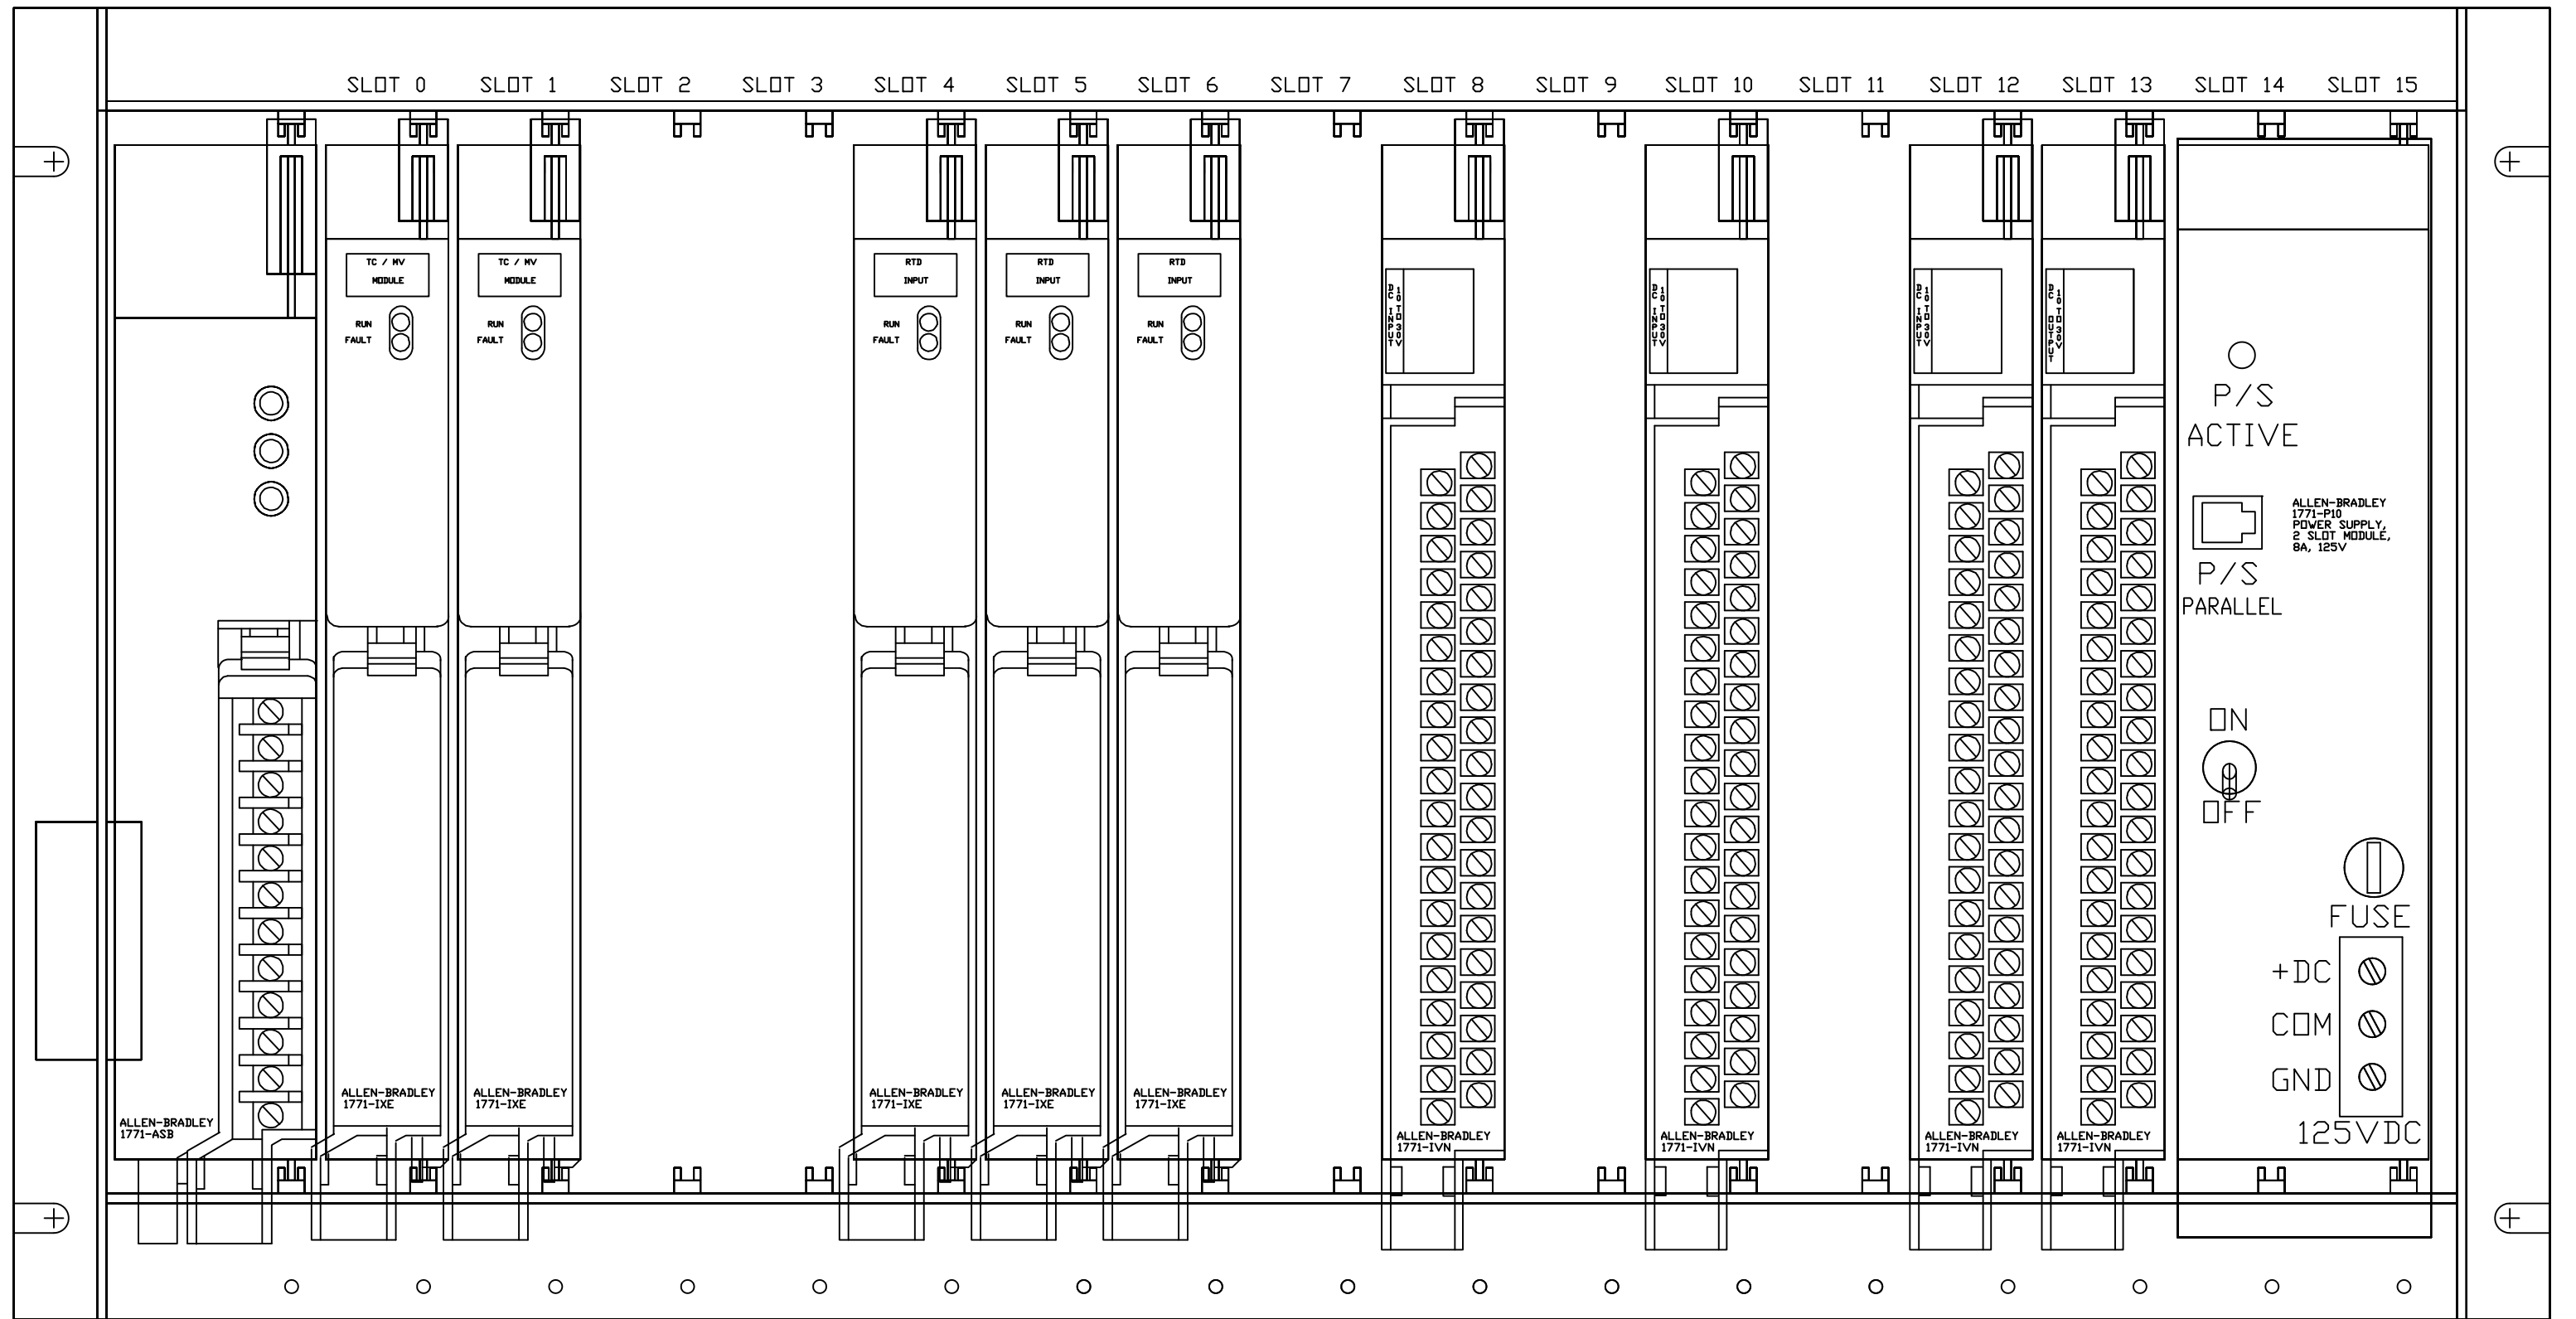 SLOT 0 SLOT 1 SLOT 2 SLOT 3 SLOT 4 SLOT 5 SLOT 6 SLOT 7 SLOT 8 SLOT 9 SLOT 10 SLOT 11 SLOT 12 SLOT 13 SLOT 14 SLOT 15
ALLEN-BRADLEY
1771-ASB
TC / MV
MODULE
RUN
FAULT
ALLEN-BRADLEY
1771-IXE
TC / MV
MODULE
RUN
FAULT
ALLEN-BRADLEY
1771-IXE
RTD
INPUT
RUN
FAULT
ALLEN-BRADLEY
1771-IXE
RTD
INPUT
RUN
FAULT
ALLEN-BRADLEY
1771-IXE
RTD
INPUT
RUN
FAULT
ALLEN-BRADLEY
1771-IXE
DC INPUT
10 TO 30V
ALLEN-BRADLEY
1771-IVN
DC INPUT
10 TO 30V
ALLEN-BRADLEY
1771-IVN
DC INPUT
10 TO 30V
ALLEN-BRADLEY
1771-IVN
DC OUTPUT
10 TO 30V
ALLEN-BRADLEY
1771-IVN
P/S
ACTIVE
ALLEN-BRADLEY
1771-P10
POWER SUPPLY,
2 SLOT MODULE,
8A, 125V
P/S
PARALLEL
ON
OFF
FUSE
+DC
COM
GND
125VDC